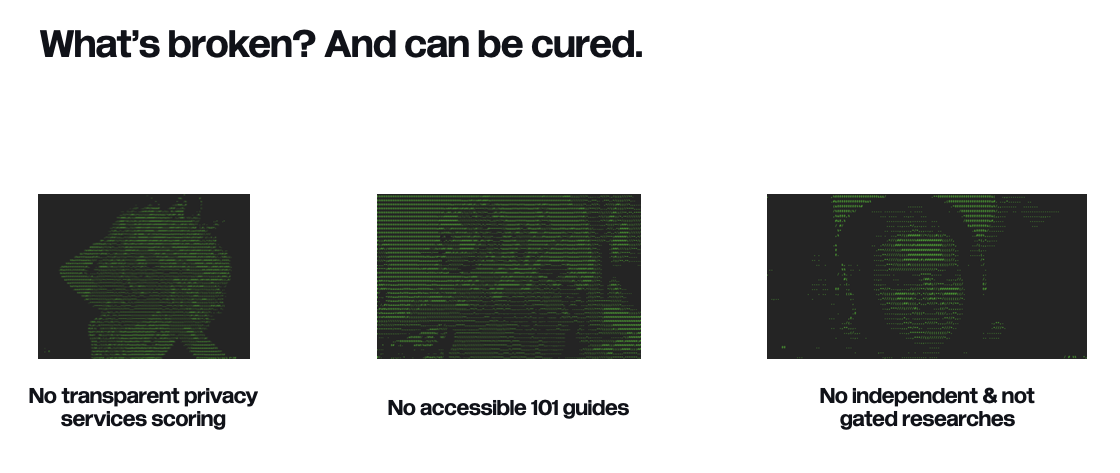 What’s broken? And can be cured.
No transparent privacy
services scoring
No accessible 101 guides
No independent & not
gated researches